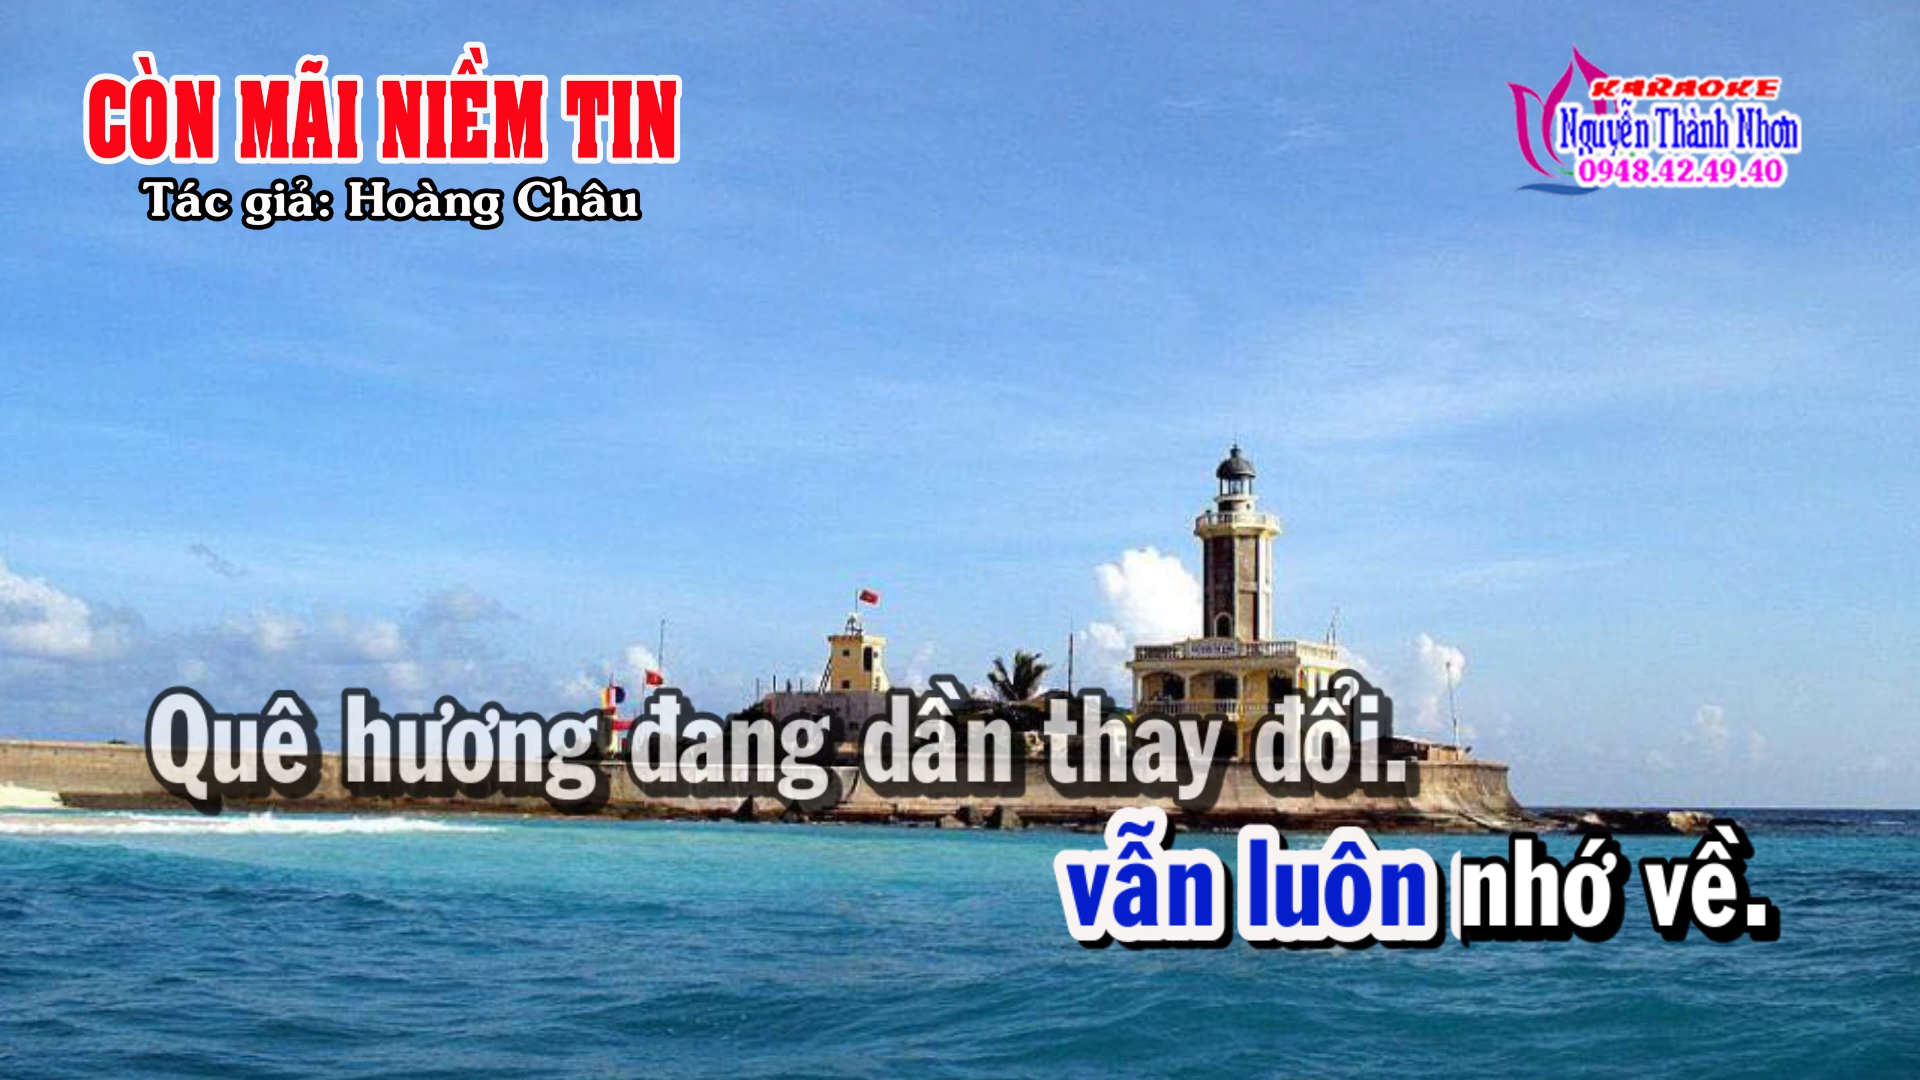 CÒN MÃI NIỀM TIN
Tác giả: Hoàng Châu
KARAOKE
Nguyễn Thành Nhơn
0948.42.49.40
Quê hương đang dần thay đổi.
vẫn luôn nhớ về.